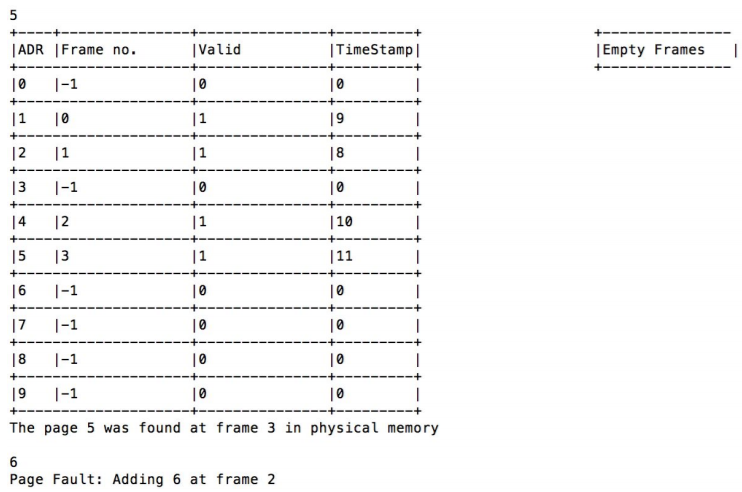 5
+----+---------------+---------------+---------+ +---------------
|ADR |Frame no. |Valid |TimeStamp| |Empty Frames |
+----------------------+---------------+---------+ +---------------
|0 |-1 |0 |0 |
+----------------------+---------------+---------+
|1 |0 |1 |9 |
+----------------------+---------------+---------+
|2 |1 |1 |8 |
+----------------------+---------------+---------+
|3 |-1 |0 |0 |
+----------------------+---------------+---------+
|4 |2 |1 |10 |
+----------------------+---------------+---------+
|5 |3 |1 |11 |
+----------------------+---------------+---------+
|6 |-1 |0 |0 |
+----------------------+---------------+---------+
|7 |-1 |0 |0 |
+----------------------+---------------+---------+
|8 |-1 |0 |0 |
+----------------------+---------------+---------+
|9 |-1 |0 |0 |
+----------------------+---------------+---------+
The page 5 was found at frame 3 in physical memory
6
Page Fault: Adding 6 at frame 2